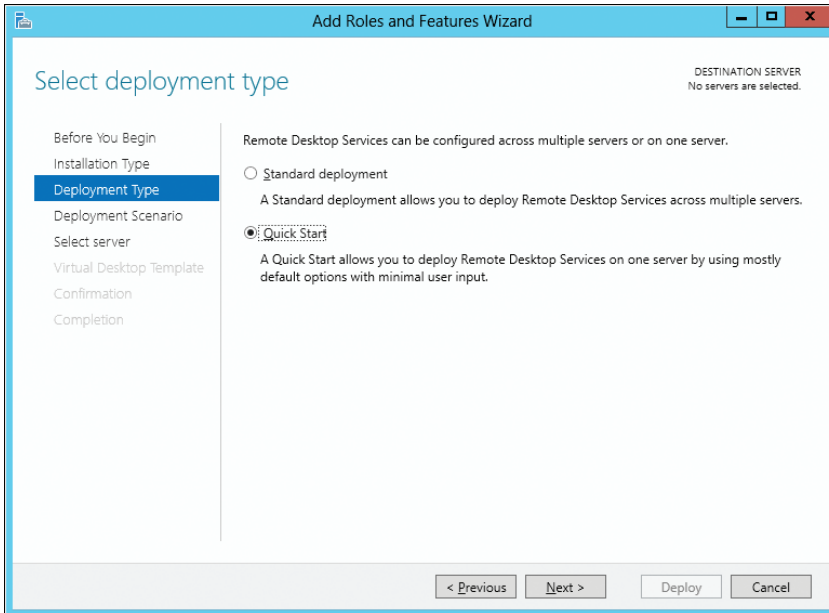 Add Roles and Features Wizard
Select deployment type
DESTINATION SERVER
No servers are selected.
Before You Begin
Installation Type
Deployment Type
Deployment Scenario
Select server
Virtual Desktop Template
Confirmation
Completion
Remote Desktop Services can be configured across multiple servers or on one server.
Standard deployment
A Standard deployment allows you to deploy Remote Desktop Services across multiple servers.
Quick Start
A Quick Start allows you to deploy Remote Desktop Services on one server by using mostly
default options with minimal user input.
< Previous
Next >
Deploy
Cancel